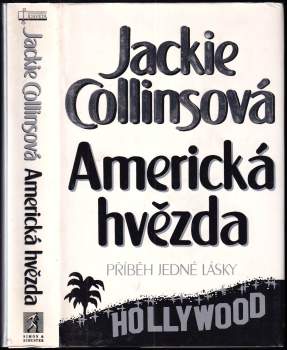 Jackie Collinsová Americká hvězda
SIMON &
SCHUSTER
Jackie
Collinsová
Americká
hvězda
PŘÍBĚH JEDNÉ LÁSKY
HOLLYWOOD